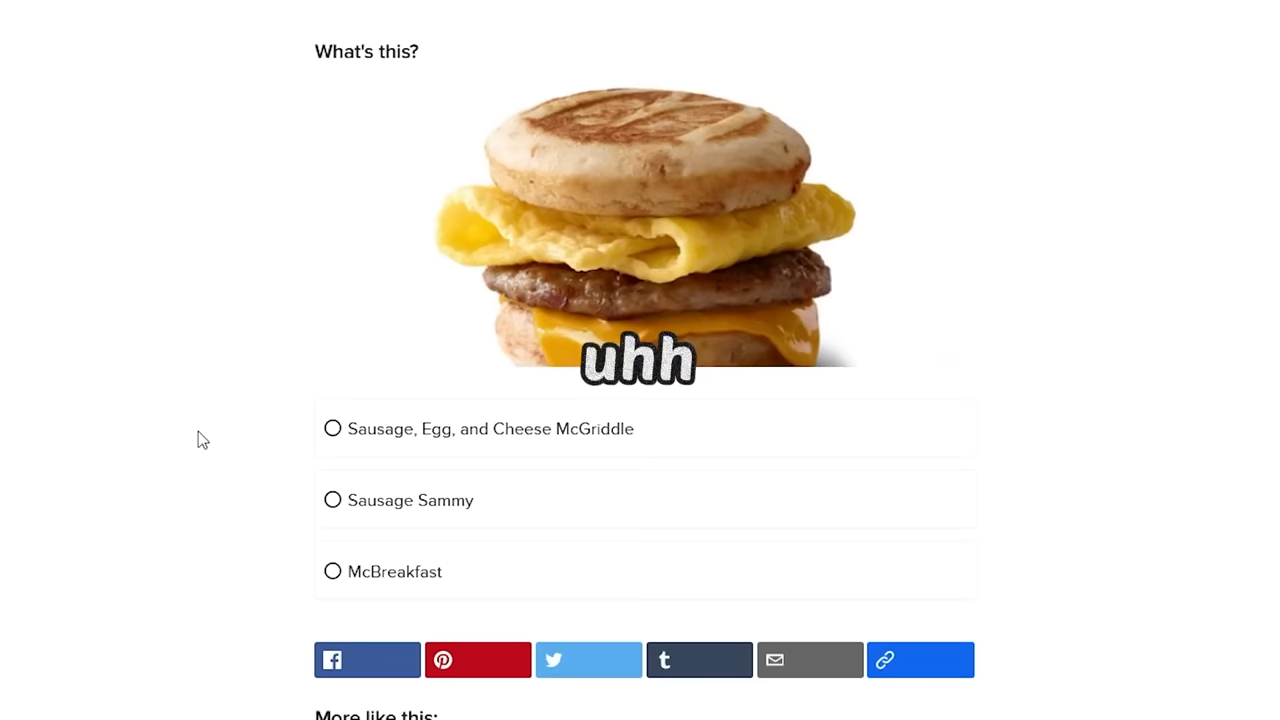 What's this?
uhh
Sausage, Egg, and Cheese McGriddle
Sausage Sammy
McBreakfast
More like this: